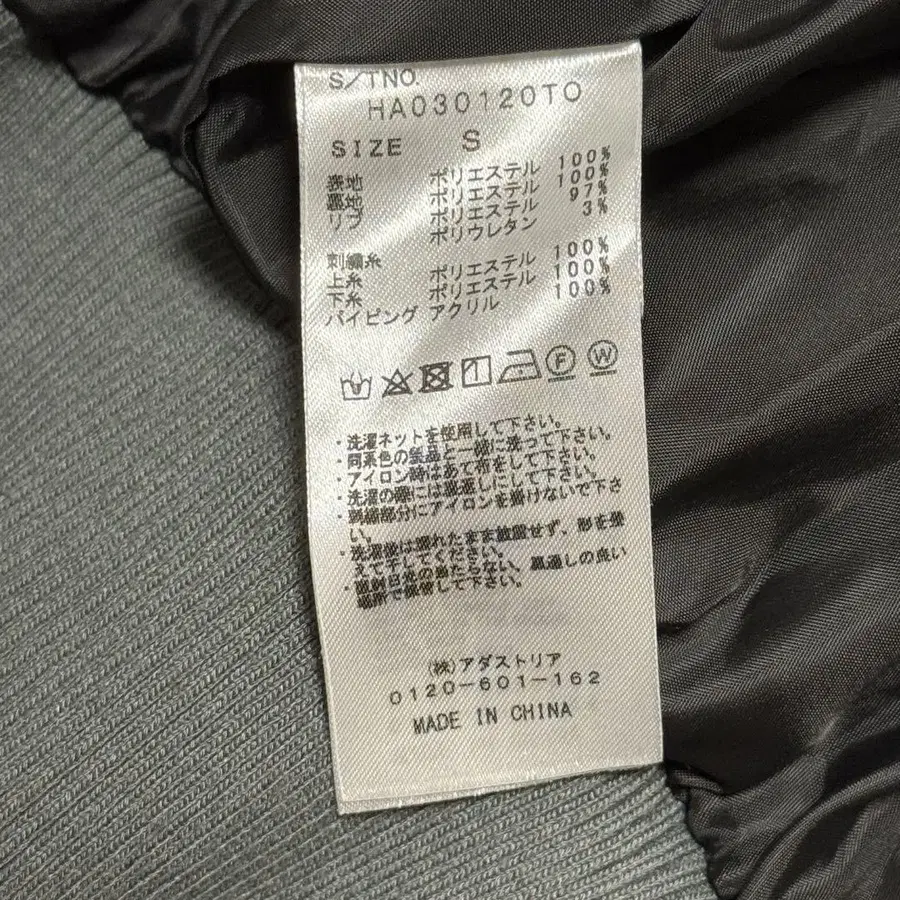 S/TNO.
HA030120TO
SIZE S
表地 ポリエステル 100%
裏地 ポリエステル 100%
リブ ポリエステル 97%
ポリウレタン 3%
刺繍糸
上糸 ポリエステル 100%
下糸 ポリエステル 100%
パイピング アクリル 100%
F W
・洗濯ネットを使用して下さい。
・同系色の製品と一緒に洗って下さい。
・アイロン時はあて布をして下さい。
・洗濯の際には裏返しにして下さい。
・刺繍部分にアイロンを掛けないで下さ
い。
・洗濯後は濡れたまま放置せず、形を整
えて干してください。
・直射日光の当たらない、風通しの良い
場所で保管して下さい。
(株)アダストリア
0120-601-162
MADE IN CHINA